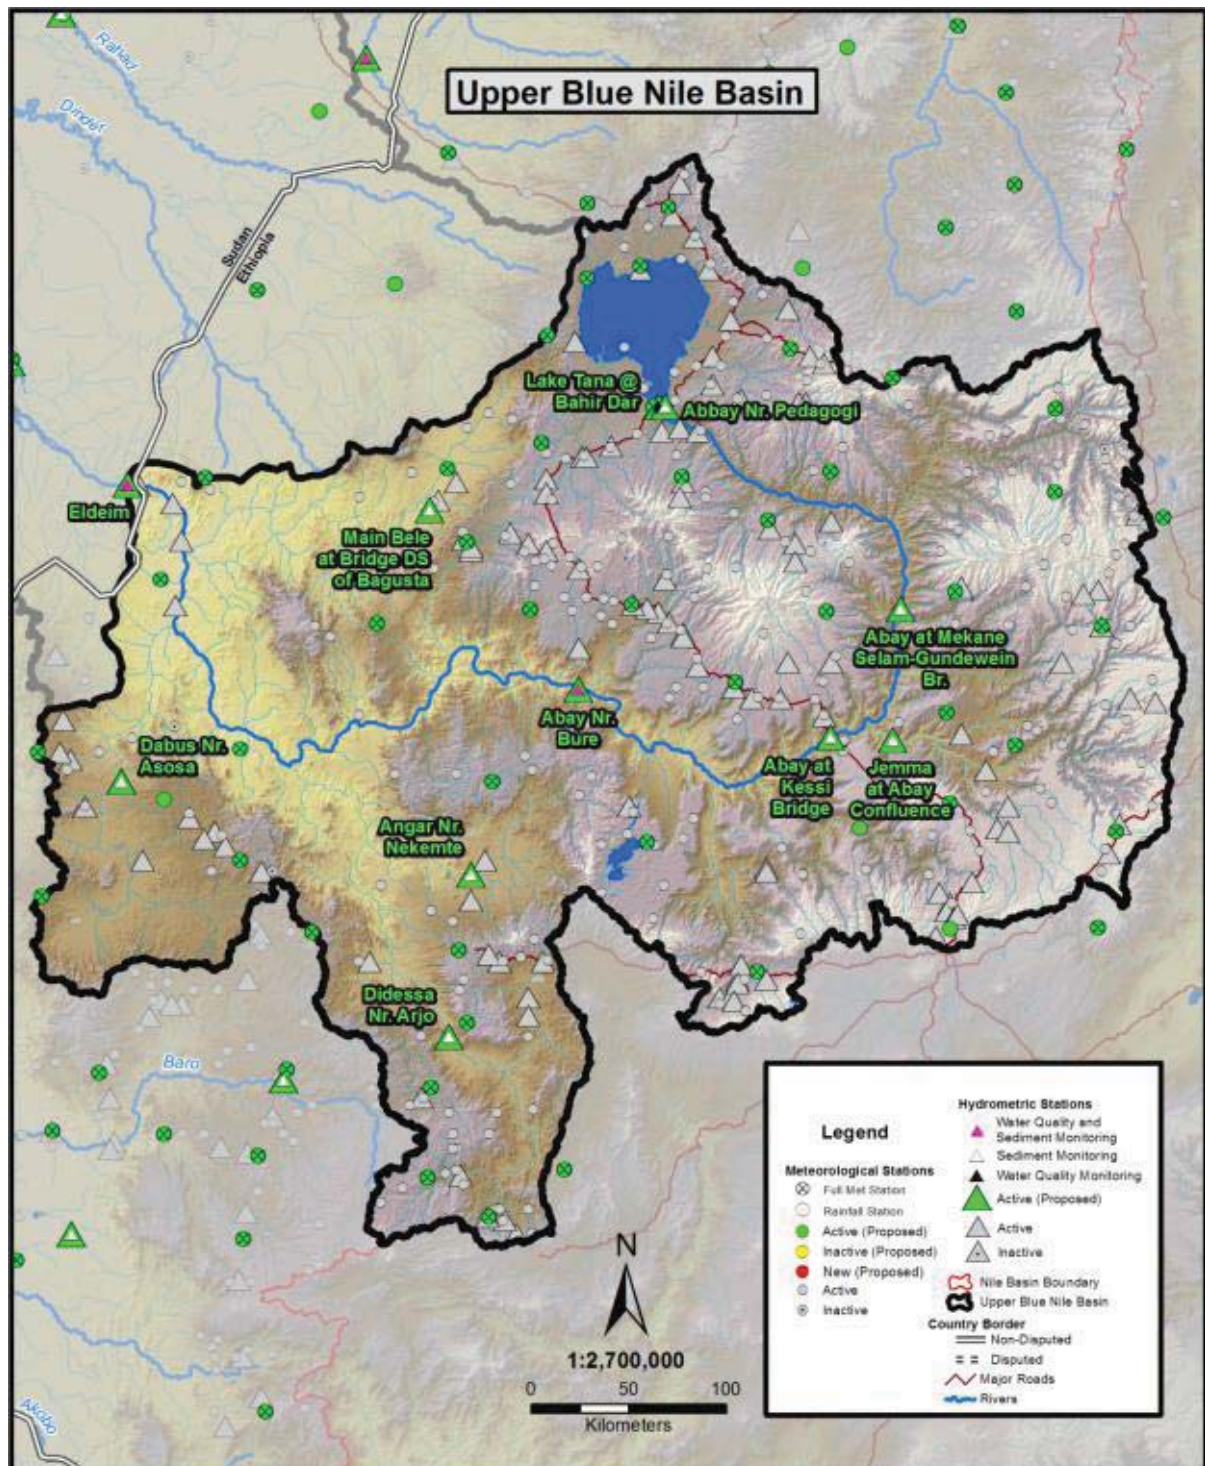 Upper Blue Nile Basin
Rahad
Dinder
Sudan
Ethiopia
Lake Tana @
Bahir Dar
Abbay Nr. Pedagogi
Eldeim
Main Bele
at Bridge DS
of Bagusta
Abay at Mekane
Selam-Gundewein
Br.
Abay Nr.
Bure
Dabus Nr.
Asosa
Abay at
Kessi
Bridge
Jemma
at Abay
Confluence
Angar Nr.
Nekemte
Didessa
Nr. Arjo
Baro
Akobo
N
1:2,700,000
0 50 100
Kilometers
Legend
Meteorological Stations
Full Met Station
Rainfall Station
Active (Proposed)
Inactive (Proposed)
New (Proposed)
Active
Inactive
Hydrometric Stations
Water Quality and
Sediment Monitoring
Sediment Monitoring
Water Quality Monitoring
Active (Proposed)
Active
Inactive
Nile Basin Boundary
Upper Blue Nile Basin
Country Border
Non-Disputed
Disputed
Major Roads
Rivers